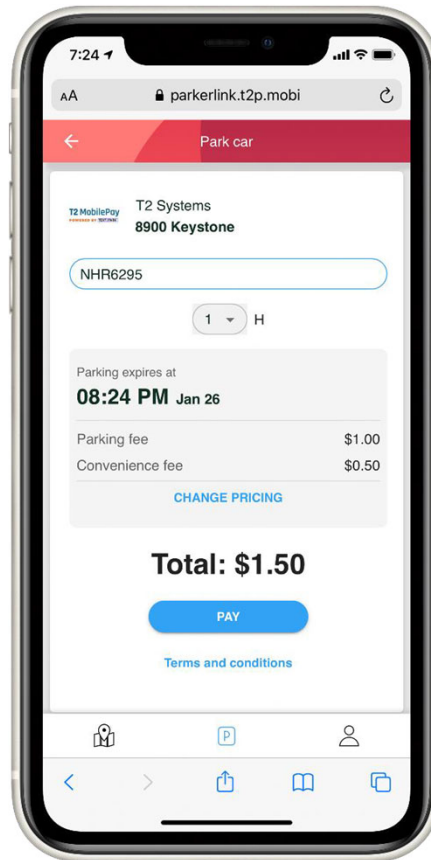 7:24
AA parkerlink.t2p.mobi
Park car
T2 MobilePay
T2 Systems
8900 Keystone
NHR6295
1 H
Parking expires at
08:24 PM Jan 26
Parking fee $1.00
Convenience fee $0.50
CHANGE PRICING
Total: $1.50
PAY
Terms and conditions
P